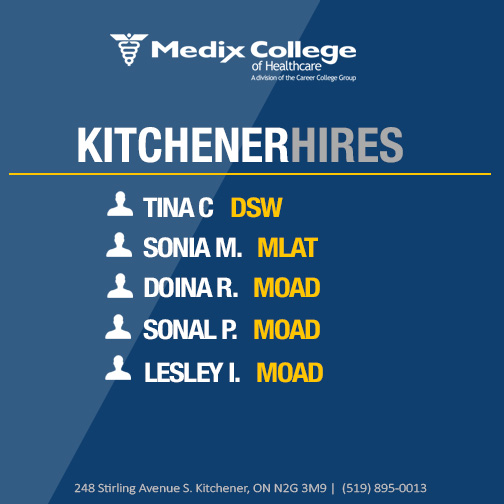 Medix College
of Healthcare
A division of the Career College Group
KITCHENERHIRES
TINA C DSW
SONIA M. MLAT
DOINA R. MOAD
SONAL P. MOAD
LESLEY I. MOAD
248 Stirling Avenue S. Kitchener, ON N2G 3M9 | (519) 895-0013